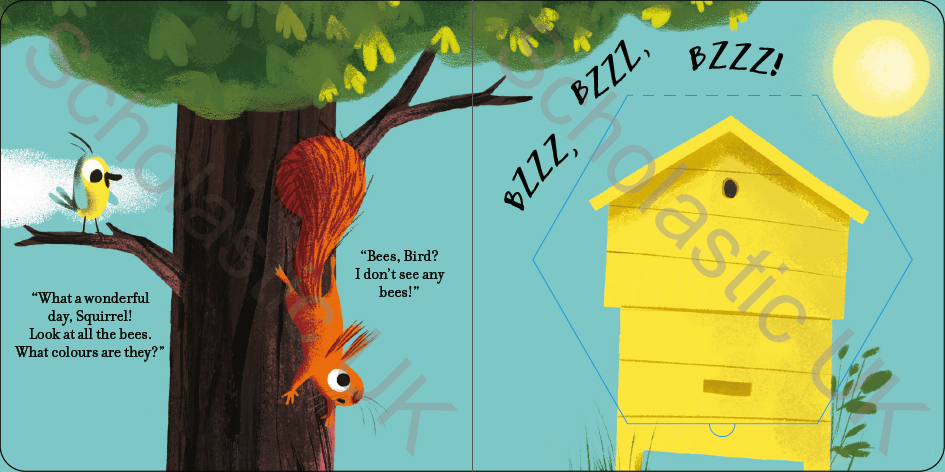 “What a wonderful
day, Squirrel!
Look at all the bees.
What colours are they?”
“Bees, Bird?
I don’t see any
bees!”
BZZZ,
BZZZ,
BZZZ!
Scholastic UK
Scholastic UK